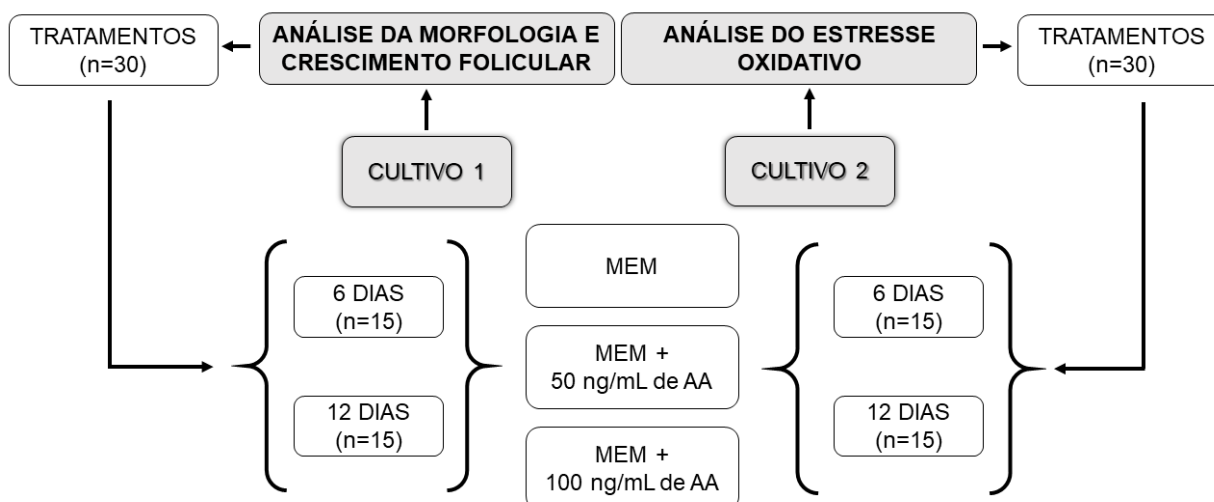 TRATAMENTOS
(n=30)
ANÁLISE DA MORFOLOGIA E
CRESCIMENTO FOLICULAR
ANÁLISE DO ESTRESSE
OXIDATIVO
TRATAMENTOS
(n=30)
CULTIVO 1
CULTIVO 2
6 DIAS
(n=15)
12 DIAS
(n=15)
MEM
MEM +
50 ng/mL de AA
MEM +
100 ng/mL de AA
6 DIAS
(n=15)
12 DIAS
(n=15)